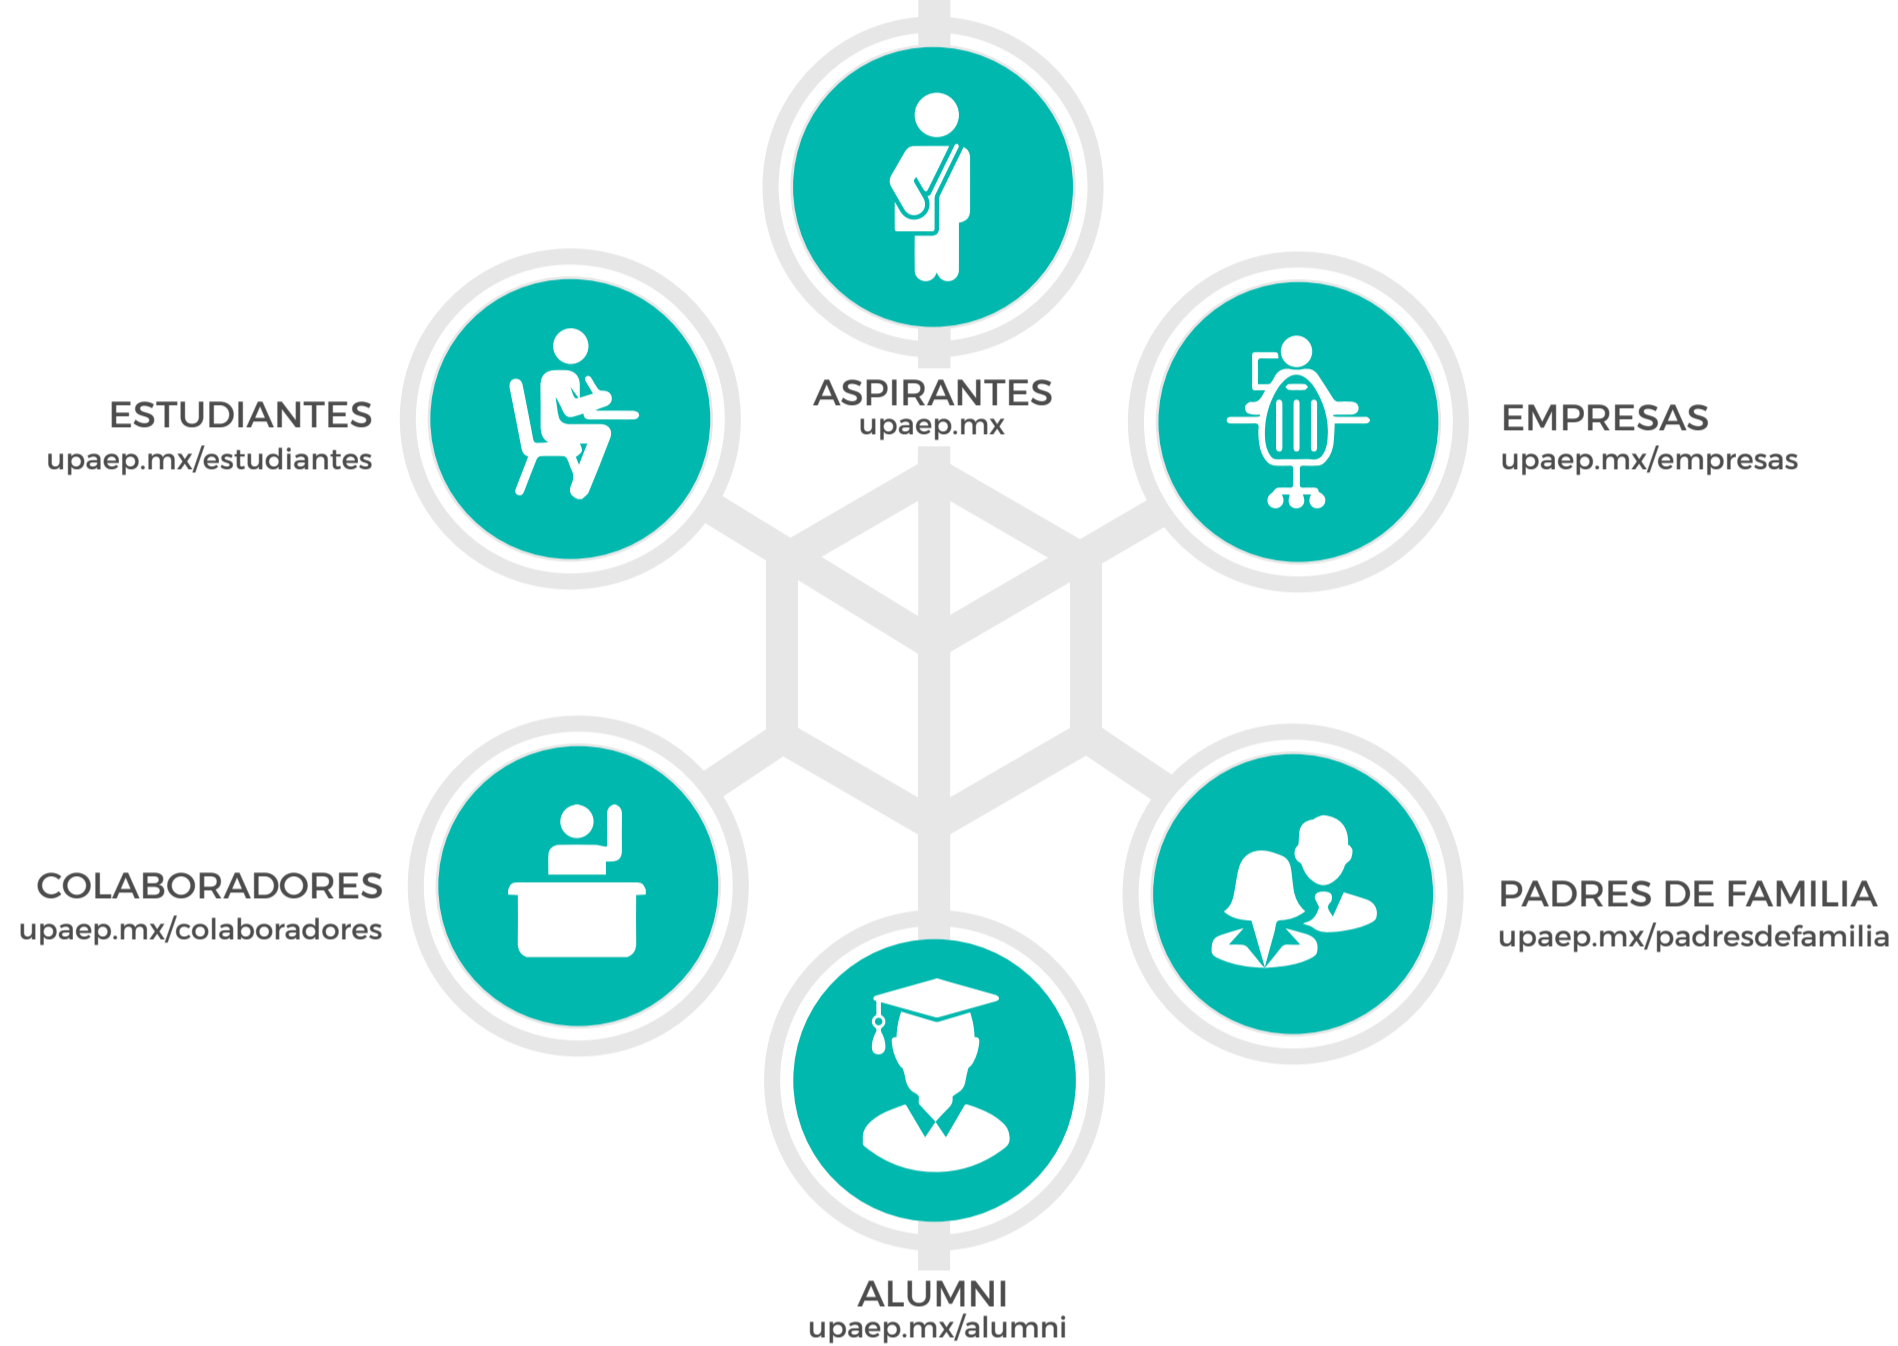 ASPIRANTES
upaep.mx
ESTUDIANTES
upaep.mx/estudiantes
EMPRESAS
upaep.mx/empresas
COLABORADORES
upaep.mx/colaboradores
PADRES DE FAMILIA
upaep.mx/padresdefamilia
ALUMNI
upaep.mx/alumni